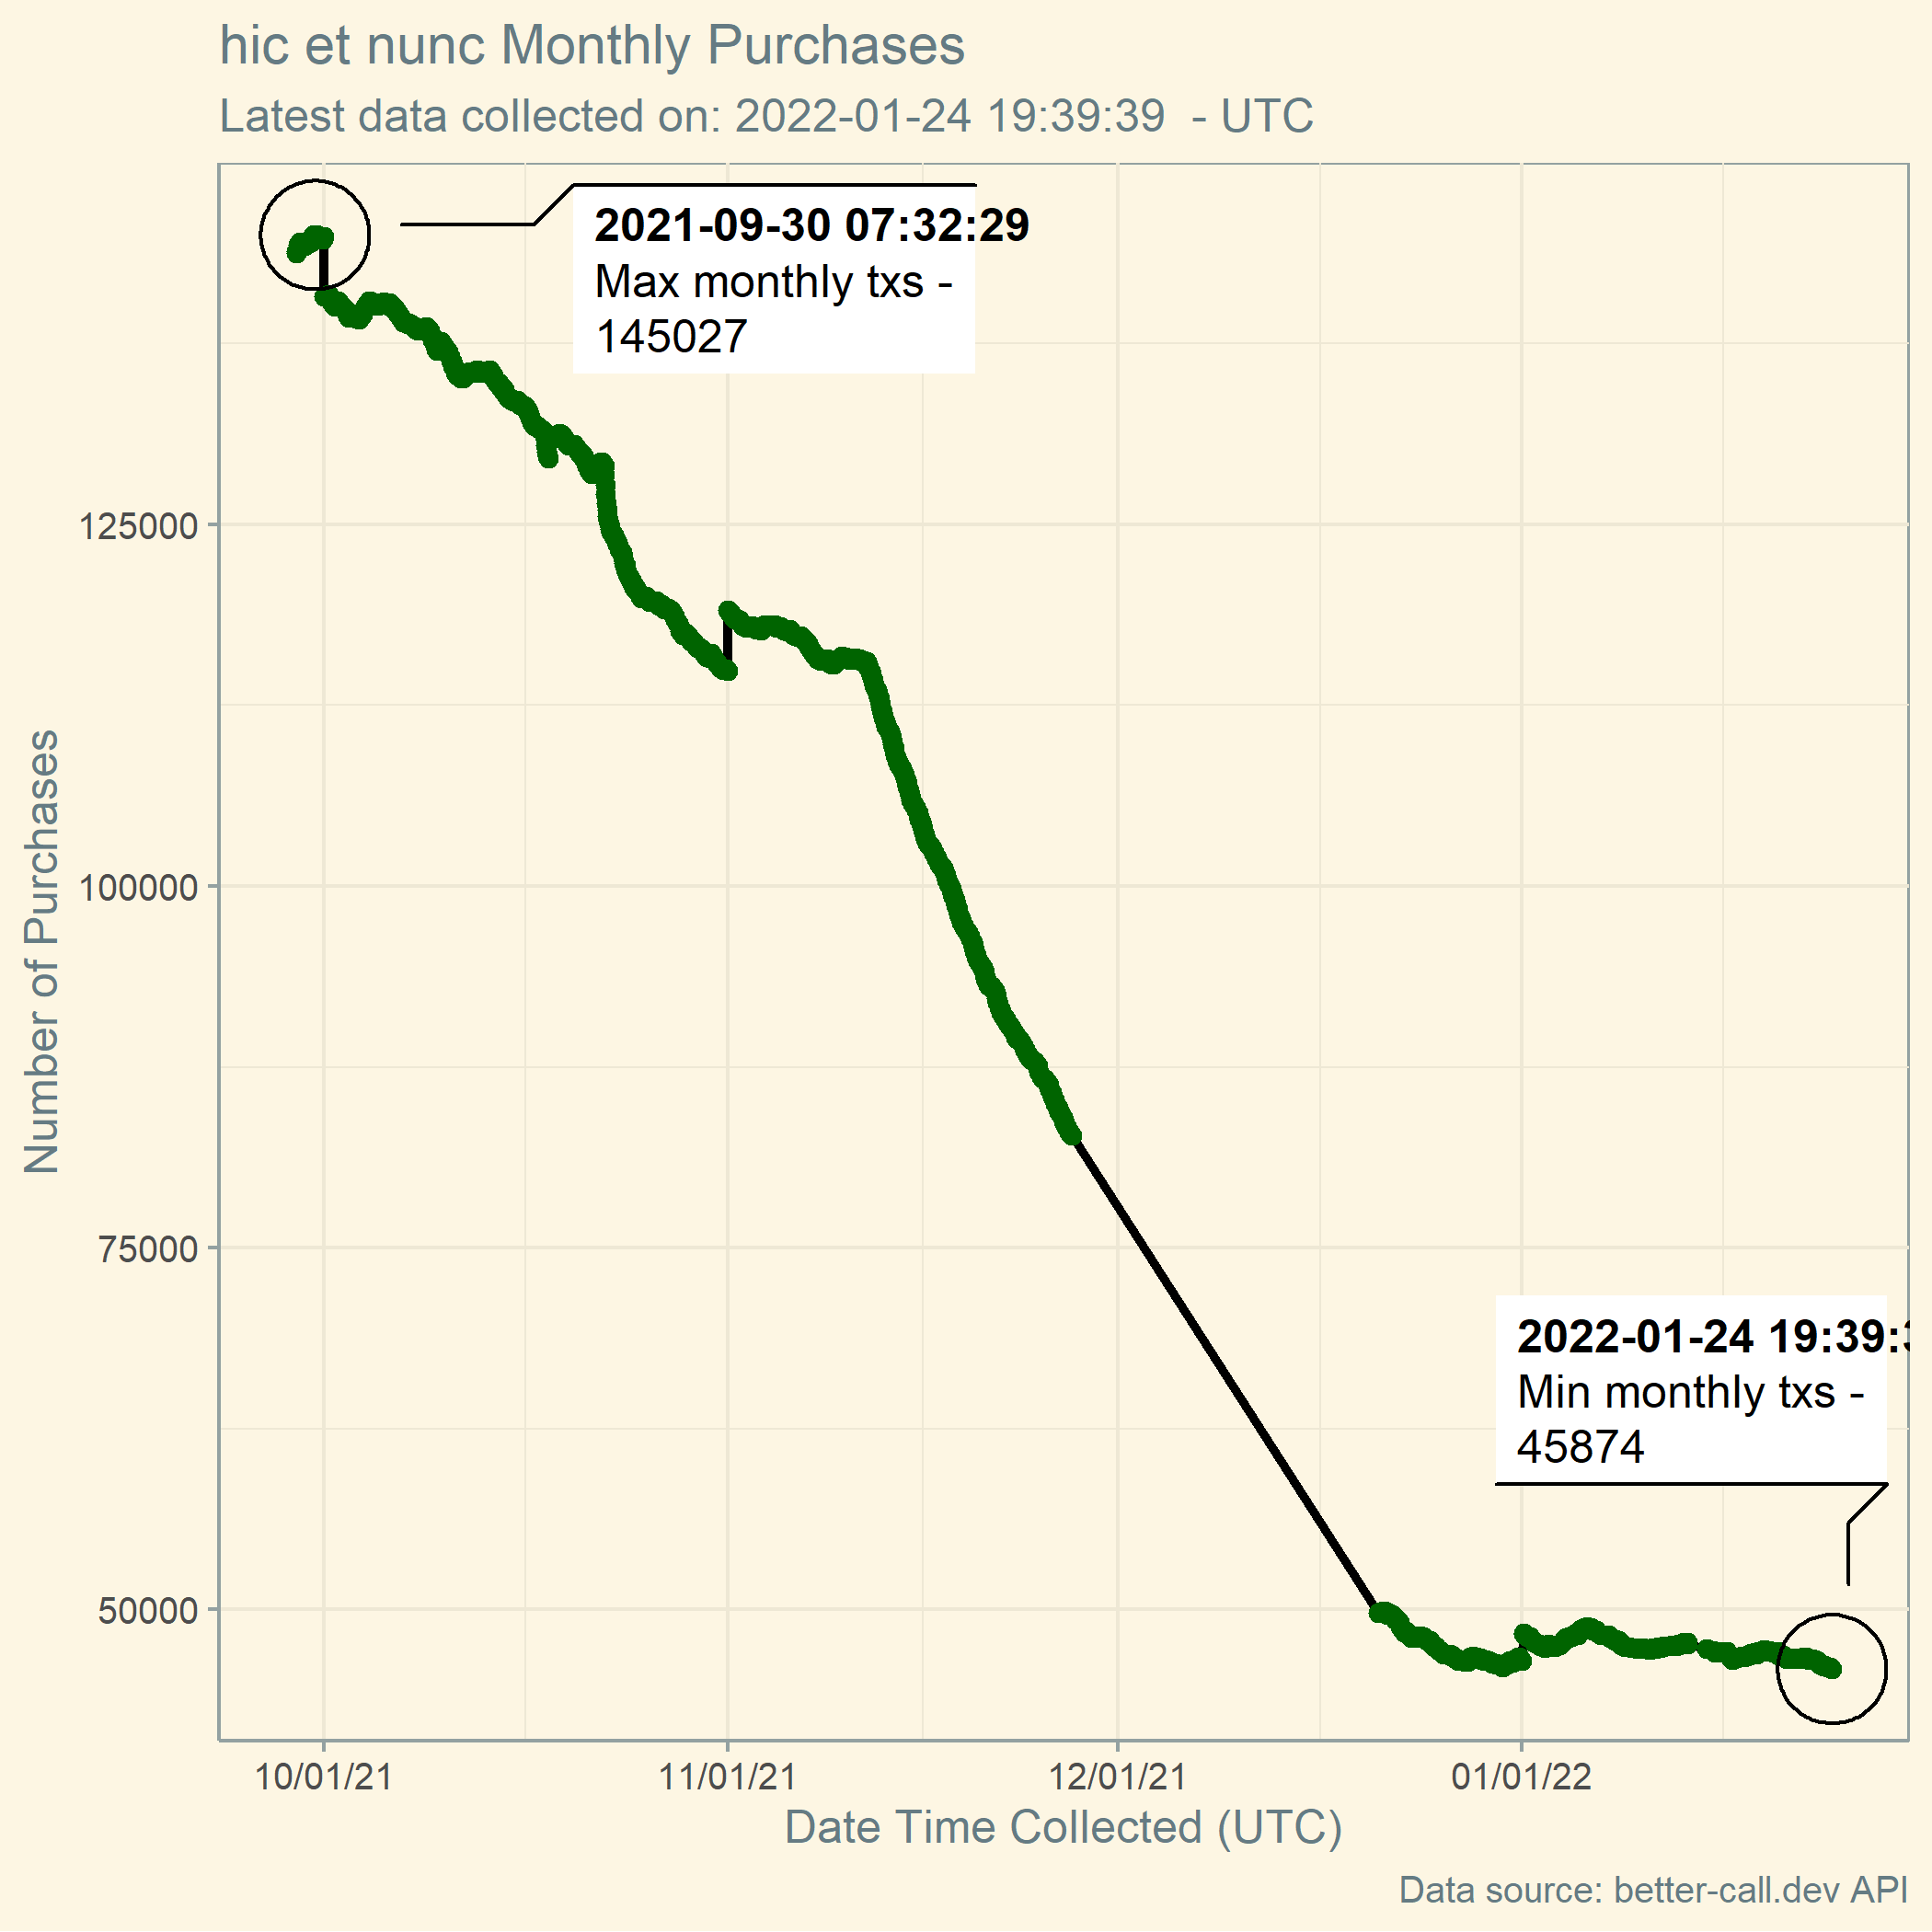 hic et nunc Monthly Purchases
Latest data collected on: 2022-01-24 19:39:39 - UTC
2021-09-30 07:32:29
Max monthly txs -
145027
125000
100000
75000
50000
Number of Purchases
2022-01-24 19:39:
Min monthly txs -
45874
10/01/21
11/01/21
12/01/21
01/01/22
Date Time Collected (UTC)
Data source: better-call.dev API